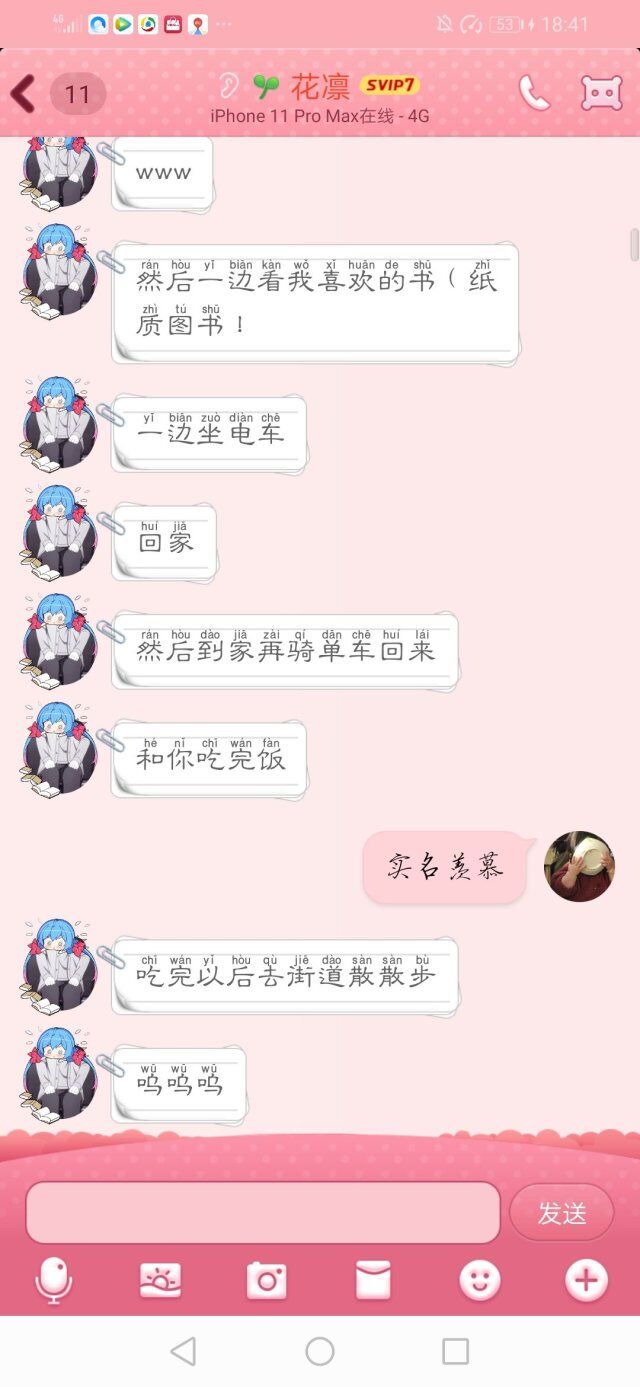 4G 53 18:41
11
花凛 SVIP7
iPhone 11 Pro Max在线 - 4G
www
rán hòu yī biān kàn wǒ xǐ huān de shū zhǐ
然后一边看我喜欢的书（纸
zhì tú shū
质图书！
yī biān zuò diàn chē
一边坐电车
huí jiā
回家
rán hòu dào jiā zài qí dān chē huí lái
然后到家再骑单车回来
hé nǐ chī wán fàn
和你吃完饭
实名羡慕
chī wán yǐ hòu qù jiē dào sàn sàn bù
吃完以后去街道散散步
wū wū wū
呜呜呜
发送